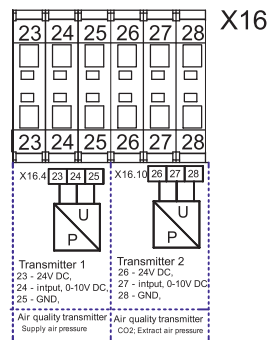 X16
23 24 25 26 27 28
23 24 25 26 27 28
X16.4 23 24 25
X16.10 26 27 28
U
P
U
P
Transmitter 1
23 - 24V DC,
24 - intput, 0-10V DC
25 - GND,
Transmitter 2
26 - 24V DC,
27 - intput, 0-10V DC
28 - GND,
Air quality transmitter
Supply air pressure
Air quality transmitter
CO2; Extract air pressure